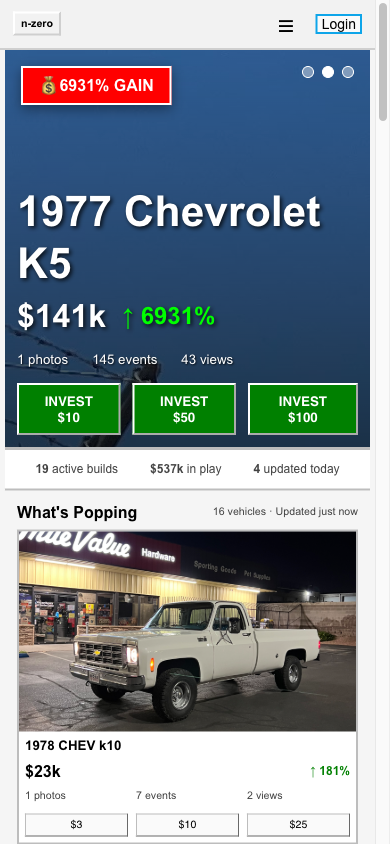 n-zero
Login
💰 6931% GAIN
1977 Chevrolet
K5
$141k ↑ 6931%
1 photos 145 events 43 views
INVEST $10
INVEST $50
INVEST $100
19 active builds $537k in play 4 updated today
What's Popping 16 vehicles · Updated just now
True Value Hardware Sporting Goods Pet Supplies
1978 CHEV k10
$23k ↑ 181%
1 photos 7 events 2 views
$3 $10 $25